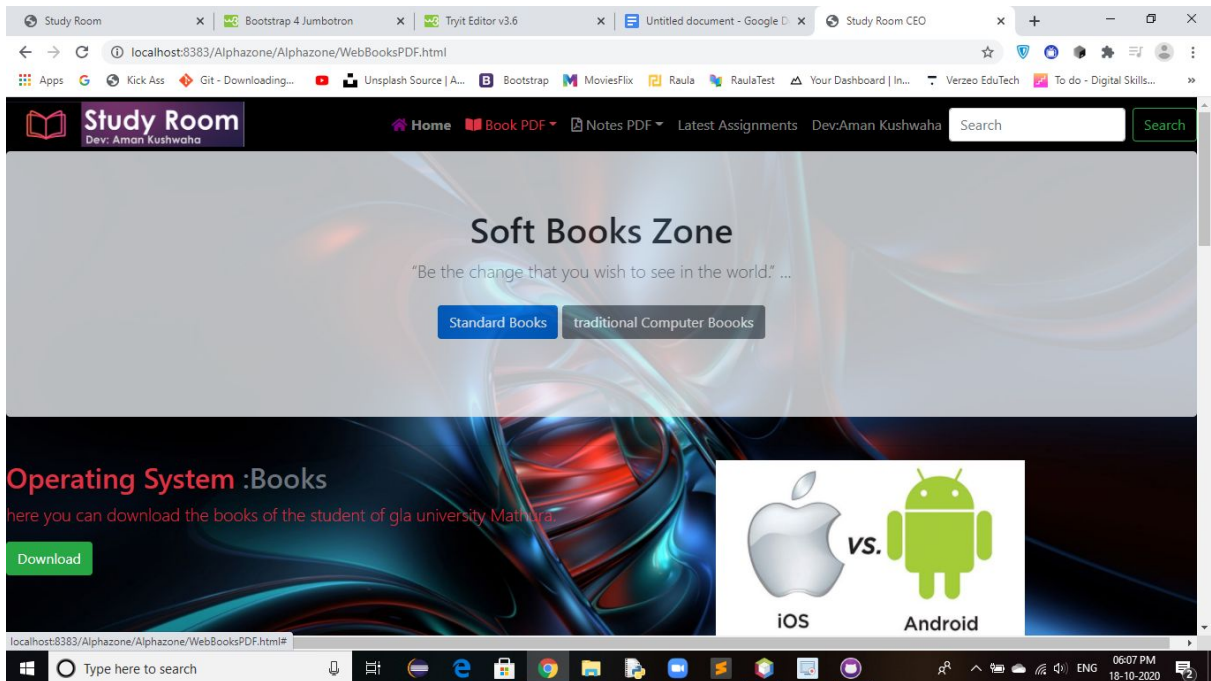 Study Room
Bootstrap 4 Jumbotron
Tryit Editor v3.6
Untitled document - Google D
Study Room CEO
localhost:8383/Alphazone/Alphazone/WebBooksPDF.html
Apps
Kick Ass
Git - Downloading...
Unsplash Source | A...
Bootstrap
MoviesFlix
Raula
RaulaTest
Your Dashboard | In...
Verzeo EduTech
To do - Digital Skills...
»
Study Room
Dev: Aman Kushwaha
Home
Book PDF
Notes PDF
Latest Assignments
Dev:Aman Kushwaha
Search
Search
Soft Books Zone
“Be the change that you wish to see in the world.” ...
Standard Books
traditional Computer Boooks
Operating System :Books
here you can download the books of the student of gla university Mathura.
Download
vs.
iOS
Android
localhost:8383/Alphazone/Alphazone/WebBooksPDF.html#
Type here to search
ENG
06:07 PM
18-10-2020
2